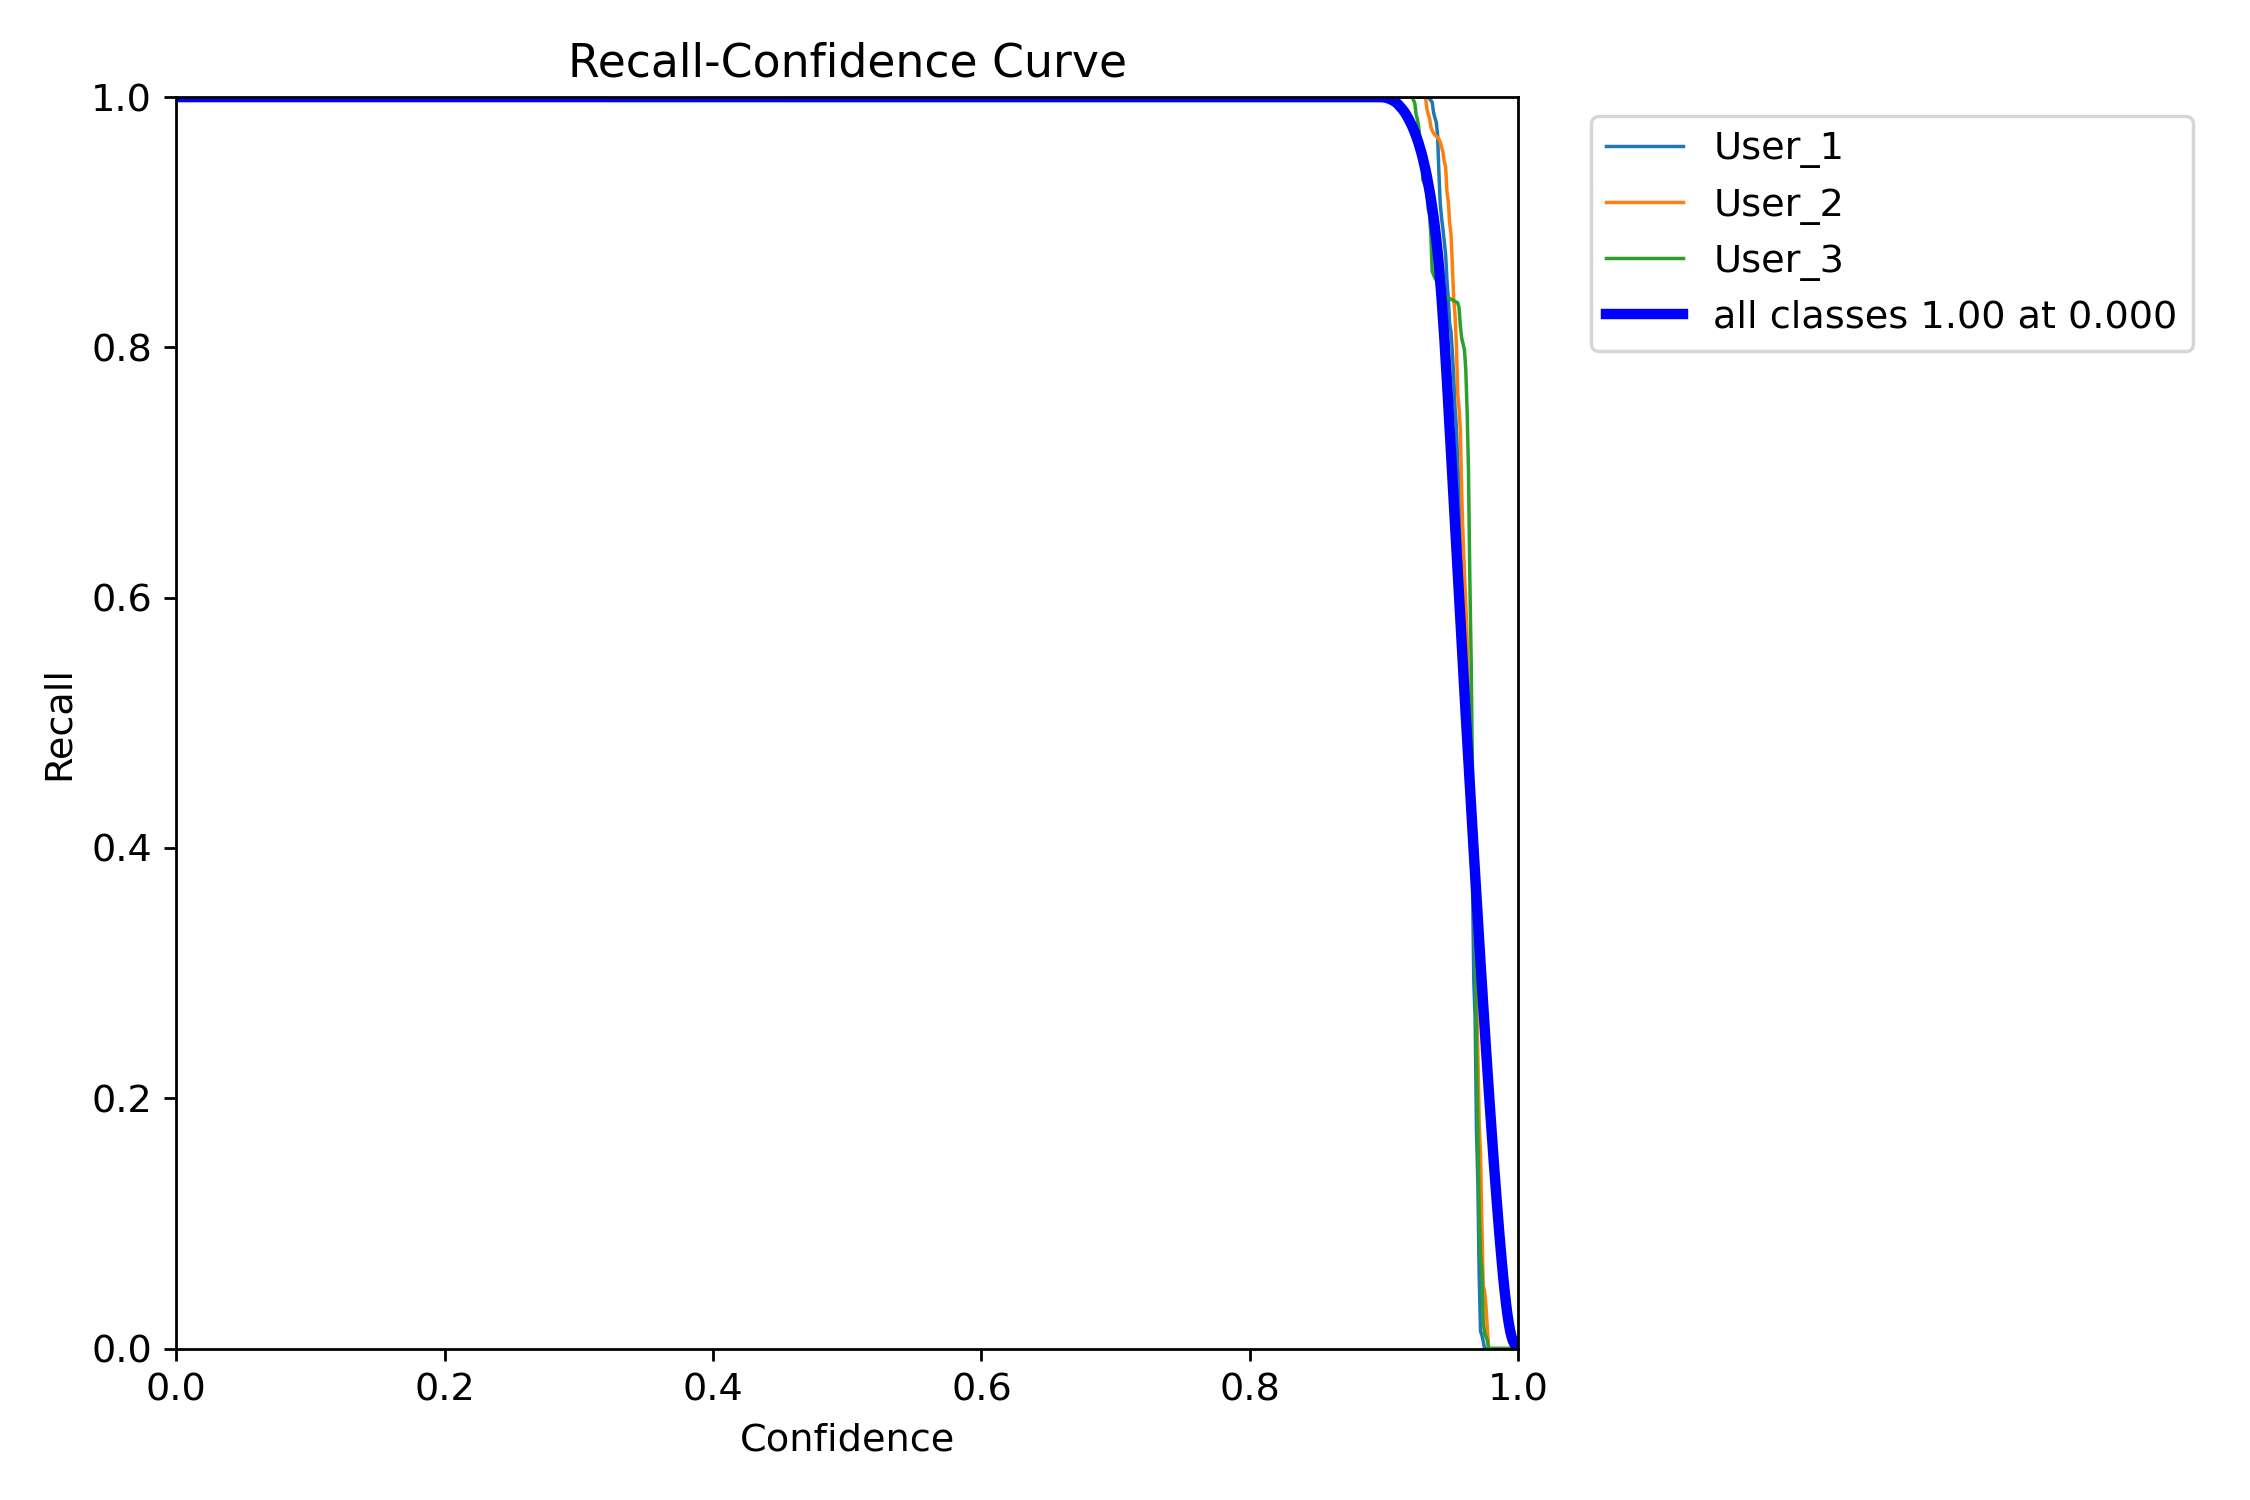 Recall-Confidence Curve
1.0
0.8
0.6
0.4
0.2
0.0
Recall
0.0 0.2 0.4 0.6 0.8 1.0
Confidence
User_1
User_2
User_3
all classes 1.00 at 0.000